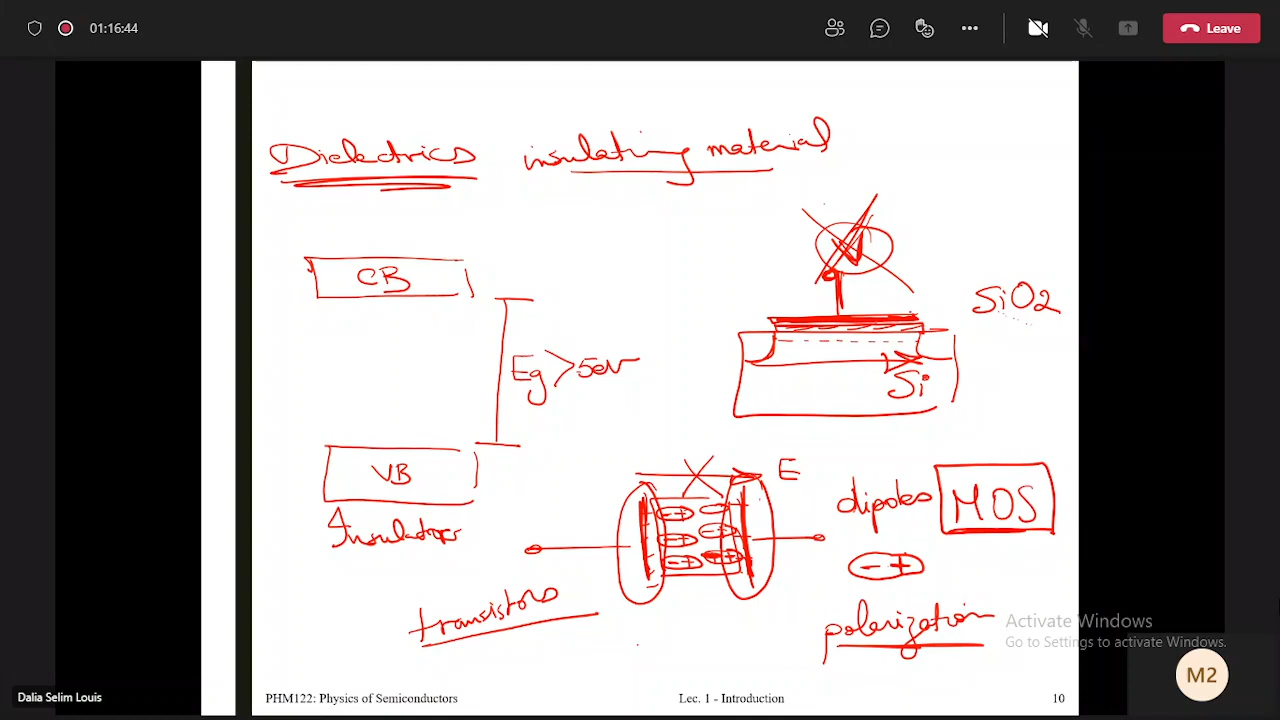 01:16:44
Leave
Dielectrics insulating material
CB
SiO2
Eg > 5eV
Si
VB
E
dipoles MOS
Insulator
- +
transistors
polarization
Activate Windows
Go to Settings to activate Windows.
M2
Dalia Selim Louis
PHM122: Physics of Semiconductors
Lec. 1 - Introduction
10